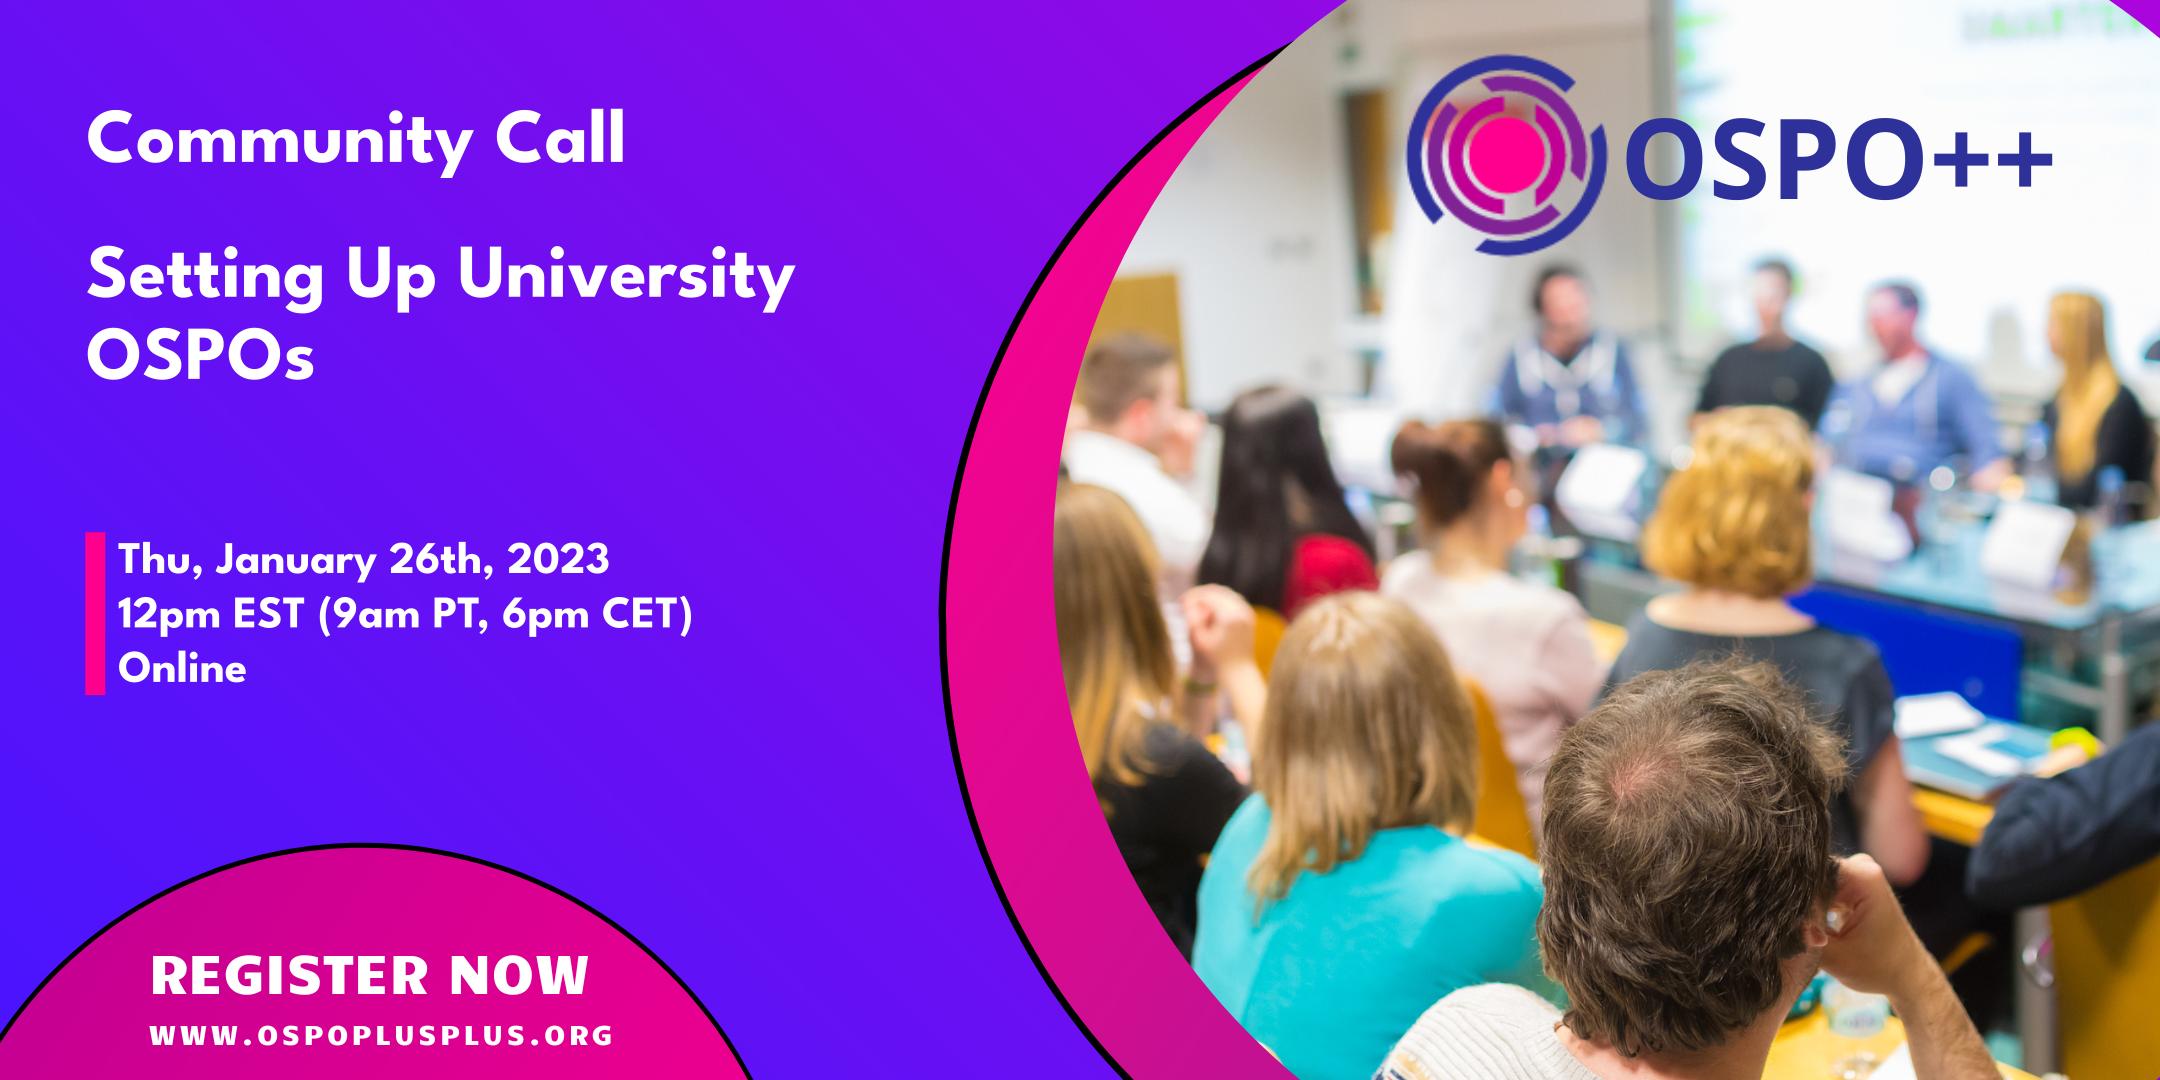 Community Call
Setting Up University
OSPOs
Thu, January 26th, 2023
12pm EST (9am PT, 6pm CET)
Online
REGISTER NOW
WWW.OSPOPLUSPLUS.ORG
OSPO++